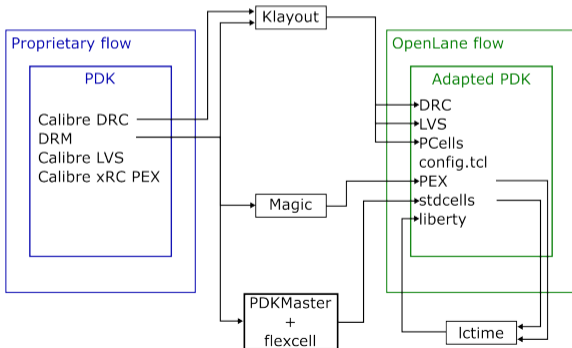 Klayout
Proprietary flow
OpenLane flow
PDK
Adapted PDK
Calibre DRC
DRM
Calibre LVS
Calibre xRC PEX
DRC
LVS
PCells
config.tcl
PEX
stdcells
liberty
Magic
PDKMaster
+
flexcell
lctime